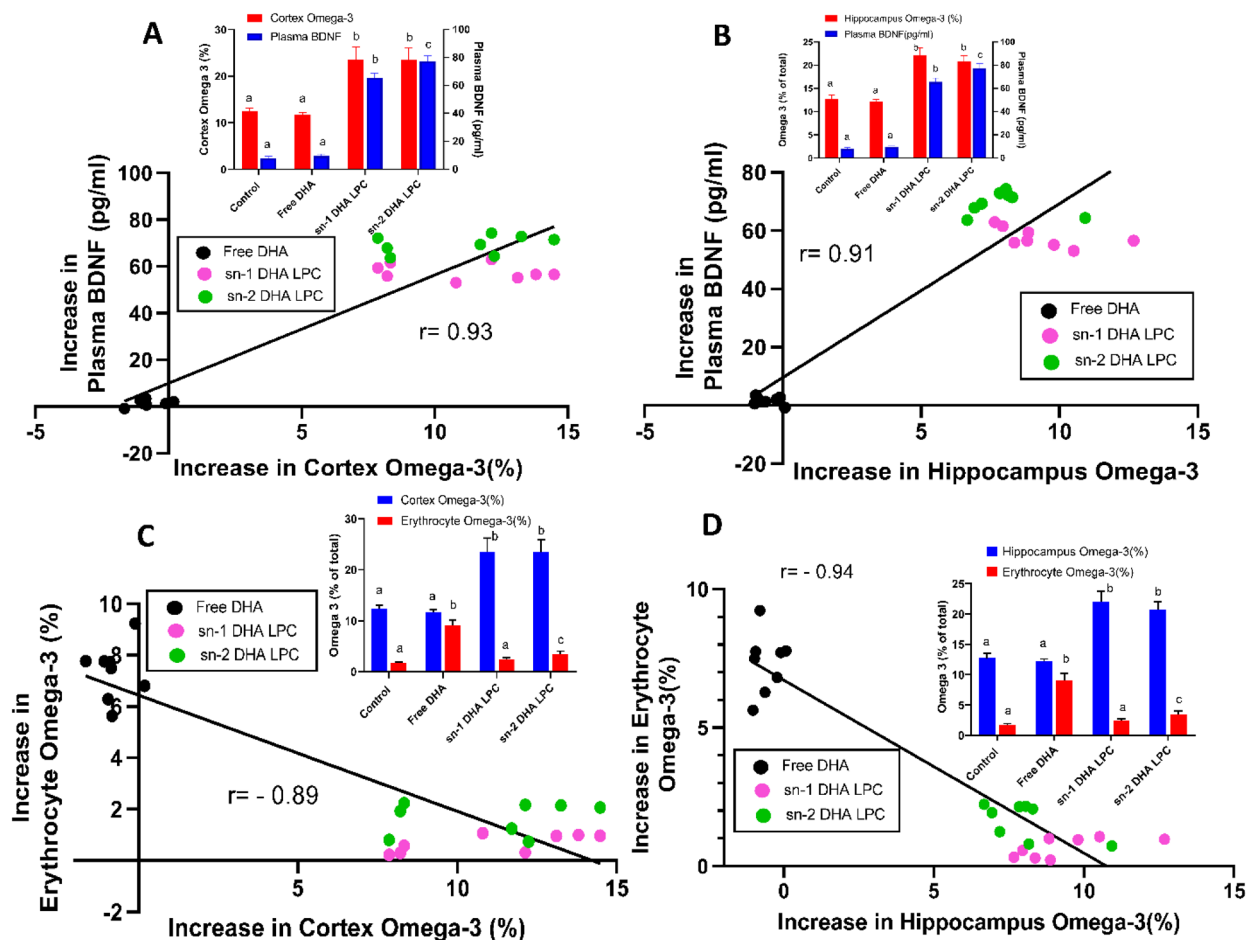 A
Cortex Omega-3
Plasma BDNF
Cortex Omega 3 (%)
30
20
10
0
Plasma BDNF
(pg/ml)
100
80
60
40
20
0
a
a
a
a
b
b
b
c
Control
Free DHA
sn-1 DHA LPC
sn-2 DHA LPC
Increase in
Plasma BDNF (pg/ml)
100
80
60
40
20
-20
Free DHA
sn-1 DHA LPC
sn-2 DHA LPC
r= 0.93
-5
5
10
15
Increase in Cortex Omega-3(%)
B
Hippocampus Omega-3 (%)
Plasma BDNF(pg/ml)
Omega 3 (% of total)
25
20
15
10
5
0
Plasma BDNF
(pg/ml)
100
80
60
40
20
0
a
a
a
a
b
b
b
c
Control
Free DHA
sn-1 DHA LPC
sn-2 DHA LPC
Increase in
Plasma BDNF (pg/ml)
80
60
40
20
-20
r= 0.91
Free DHA
sn-1 DHA LPC
sn-2 DHA LPC
-5
5
10
15
Increase in Hippocampus Omega-3
C
Cortex Omega-3(%)
Erythrocyte Omega-3(%)
Omega 3 (% of total)
30
20
10
0
a
a
a
b
b
a
b
c
Control
Free DHA
sn-1 DHA LPC
sn-2 DHA LPC
Increase in
Erythrocyte Omega-3 (%)
10
8
6
4
2
-2
Free DHA
sn-1 DHA LPC
sn-2 DHA LPC
r= - 0.89
5
10
15
Increase in Cortex Omega-3(%)
D
r= - 0.94
Hippocampus Omega-3(%)
Erythrocyte Omega-3(%)
Omega 3 (% of total)
25
20
15
10
5
0
a
a
a
b
b
a
b
c
Control
Free DHA
sn-1 DHA LPC
sn-2 DHA LPC
Increase in Erythrocyte
Omega-3(%)
10
5
0
Free DHA
sn-1 DHA LPC
sn-2 DHA LPC
0
5
10
15
Increase in Hippocampus Omega-3(%)